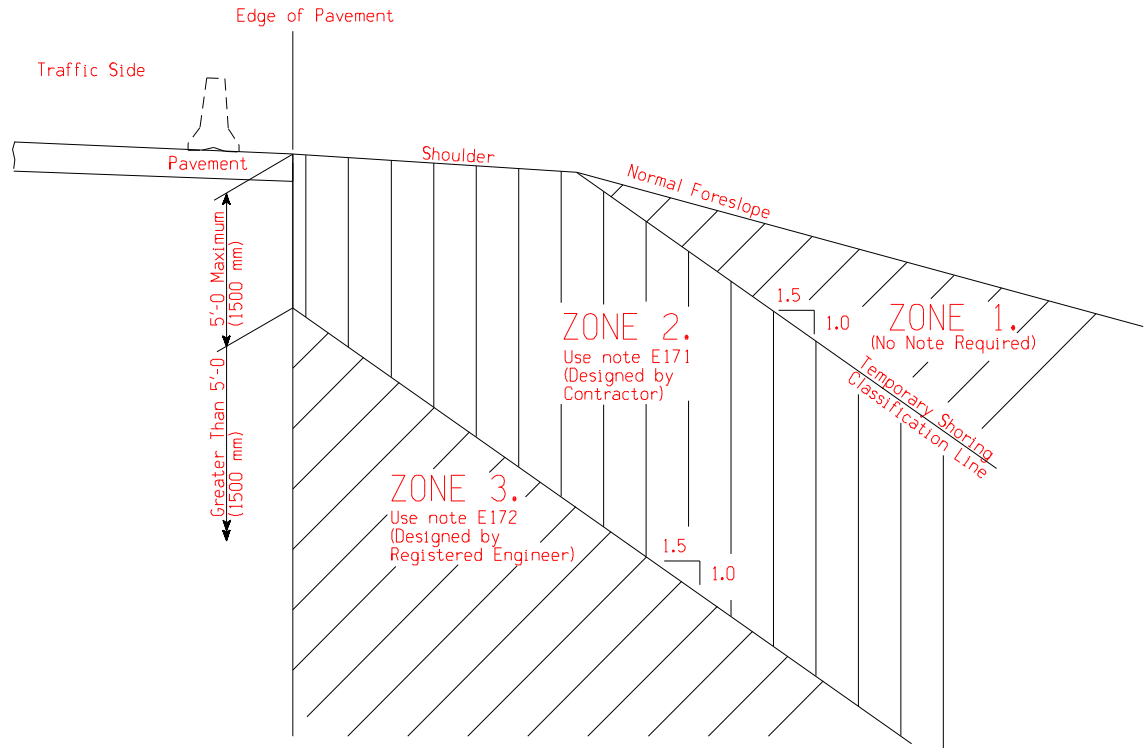 Edge of Pavement
Traffic Side
Pavement
Shoulder
Normal Foreslope
5'-0 Maximum
(1500 mm)
Greater Than 5'-0
(1500 mm)
1.5
1.0
ZONE 1.
(No Note Required)
ZONE 2.
Use note E171
(Designed by
Contractor)
Temporary Shoring
Classification Line
ZONE 3.
Use note E172
(Designed by
Registered Engineer)
1.5
1.0